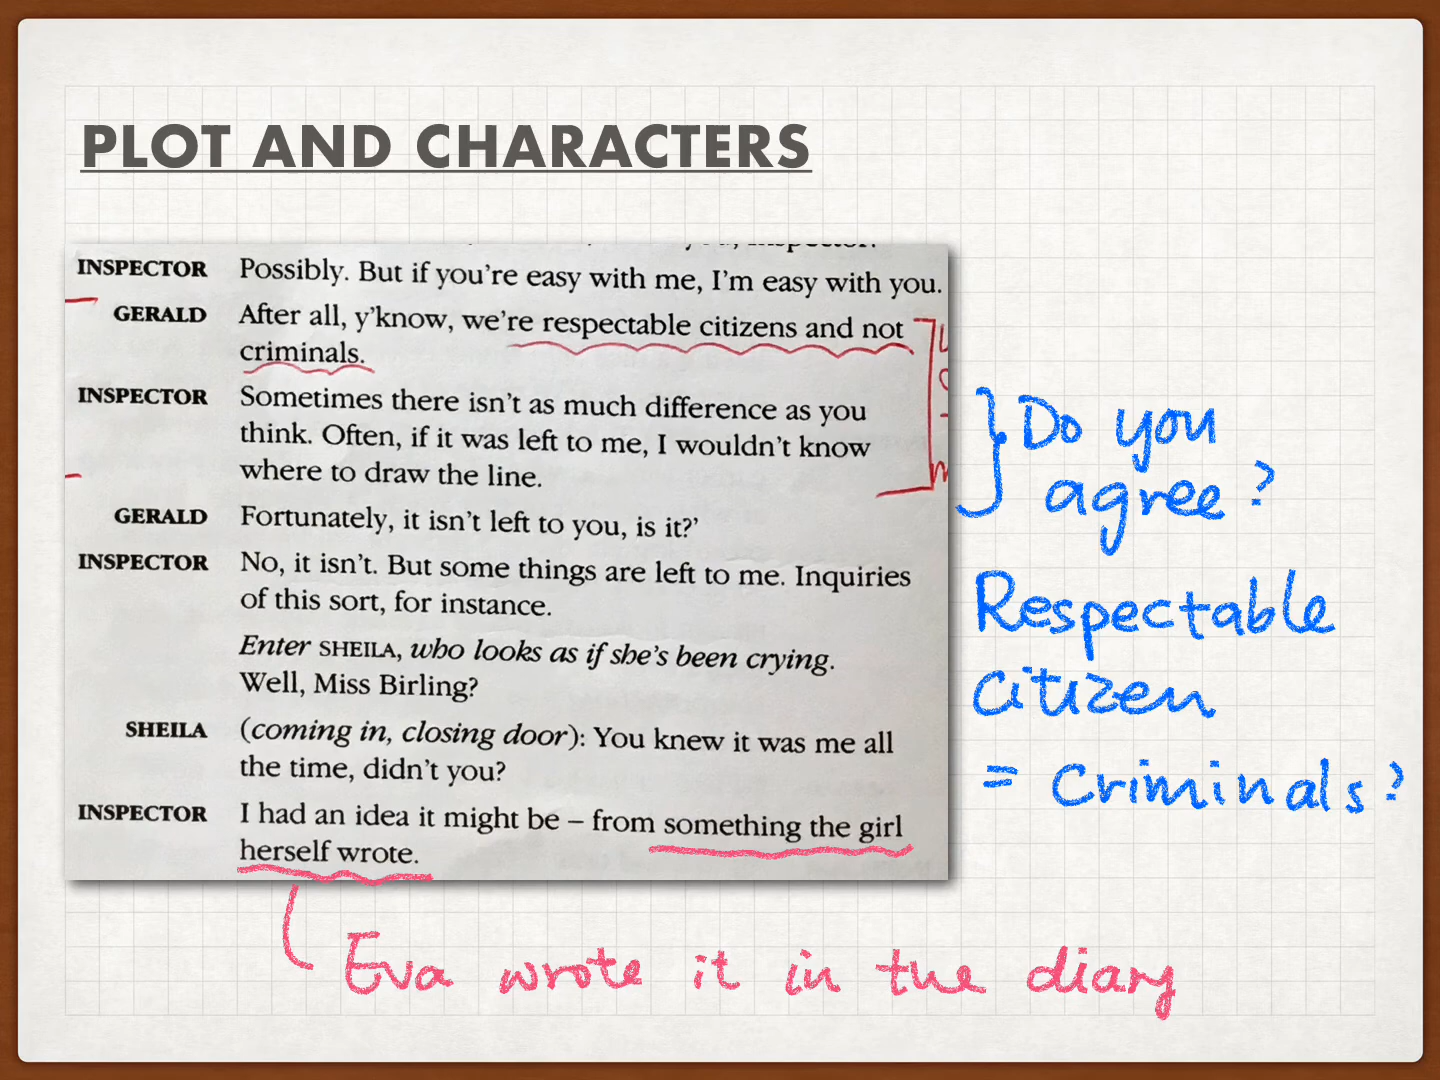 PLOT AND CHARACTERS
INSPECTOR Possibly. But if you're easy with me, I'm easy with you.
GERALD After all, y'know, we're respectable citizens and not
criminals.
INSPECTOR Sometimes there isn't as much difference as you
think. Often, if it was left to me, I wouldn't know
where to draw the line.
GERALD Fortunately, it isn't left to you, is it?'
INSPECTOR No, it isn't. But some things are left to me. Inquiries
of this sort, for instance.
Enter SHEILA, who looks as if she's been crying.
Well, Miss Birling?
SHEILA (coming in, closing door): You knew it was me all
the time, didn't you?
INSPECTOR I had an idea it might be – from something the girl
herself wrote.
Do you
agree?
Respectable
citizen
= Criminals?
Eva wrote it in the diary